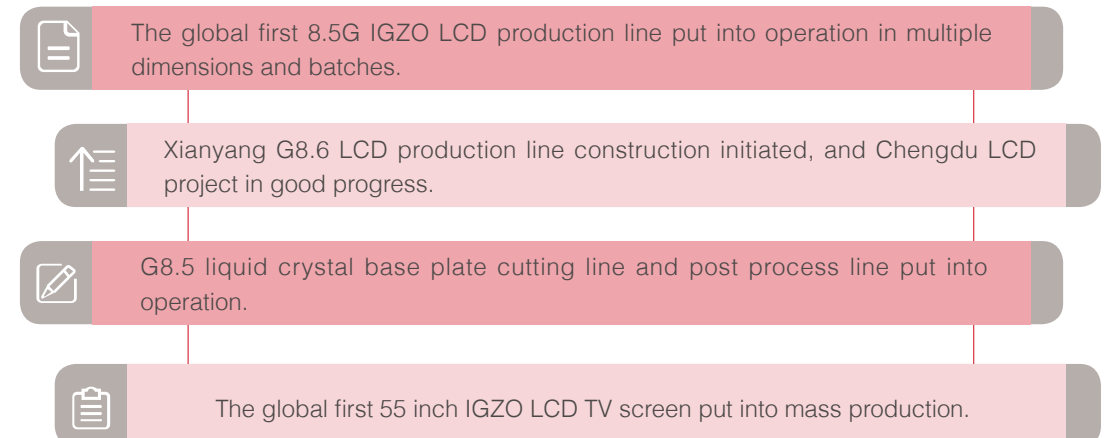 The global first 8.5G IGZO LCD production line put into operation in multiple
dimensions and batches.
Xianyang G8.6 LCD production line construction initiated, and Chengdu LCD
project in good progress.
G8.5 liquid crystal base plate cutting line and post process line put into
operation.
The global first 55 inch IGZO LCD TV screen put into mass production.